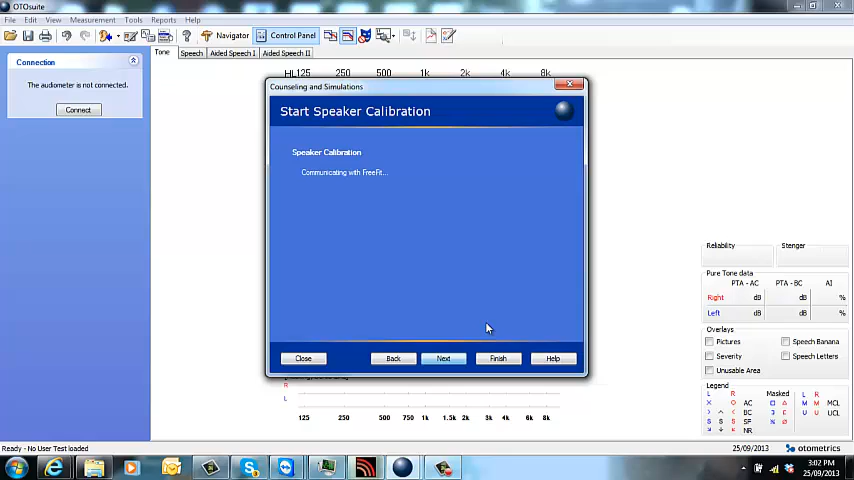 OTOsuite
File Edit View Measurement Tools Reports Help
Navigator Control Panel
Connection
The audiometer is not connected.
Connect
Tone Speech Aided Speech I Aided Speech II
HL125 250 500 1k 2k 4k 8k
Counseling and Simulations
Start Speaker Calibration
Speaker Calibration
Communicating with FreeFit...
Close Back Next Finish Help
R
L
125 250 500 750 1k 1.5k 2k 3k 4k 6k 8k
Reliability Stenger
Pure Tone data
PTA - AC PTA - BC AI
Right dB dB %
Left dB dB %
Overlays
Pictures Speech Banana
Severity Speech Letters
Unusable Area
Legend
L R Masked L R
AC M M MCL
BC U U UCL
S S SF
NR
Ready - No User Test loaded
25/09/2013 otometrics
3:02 PM
25/09/2013